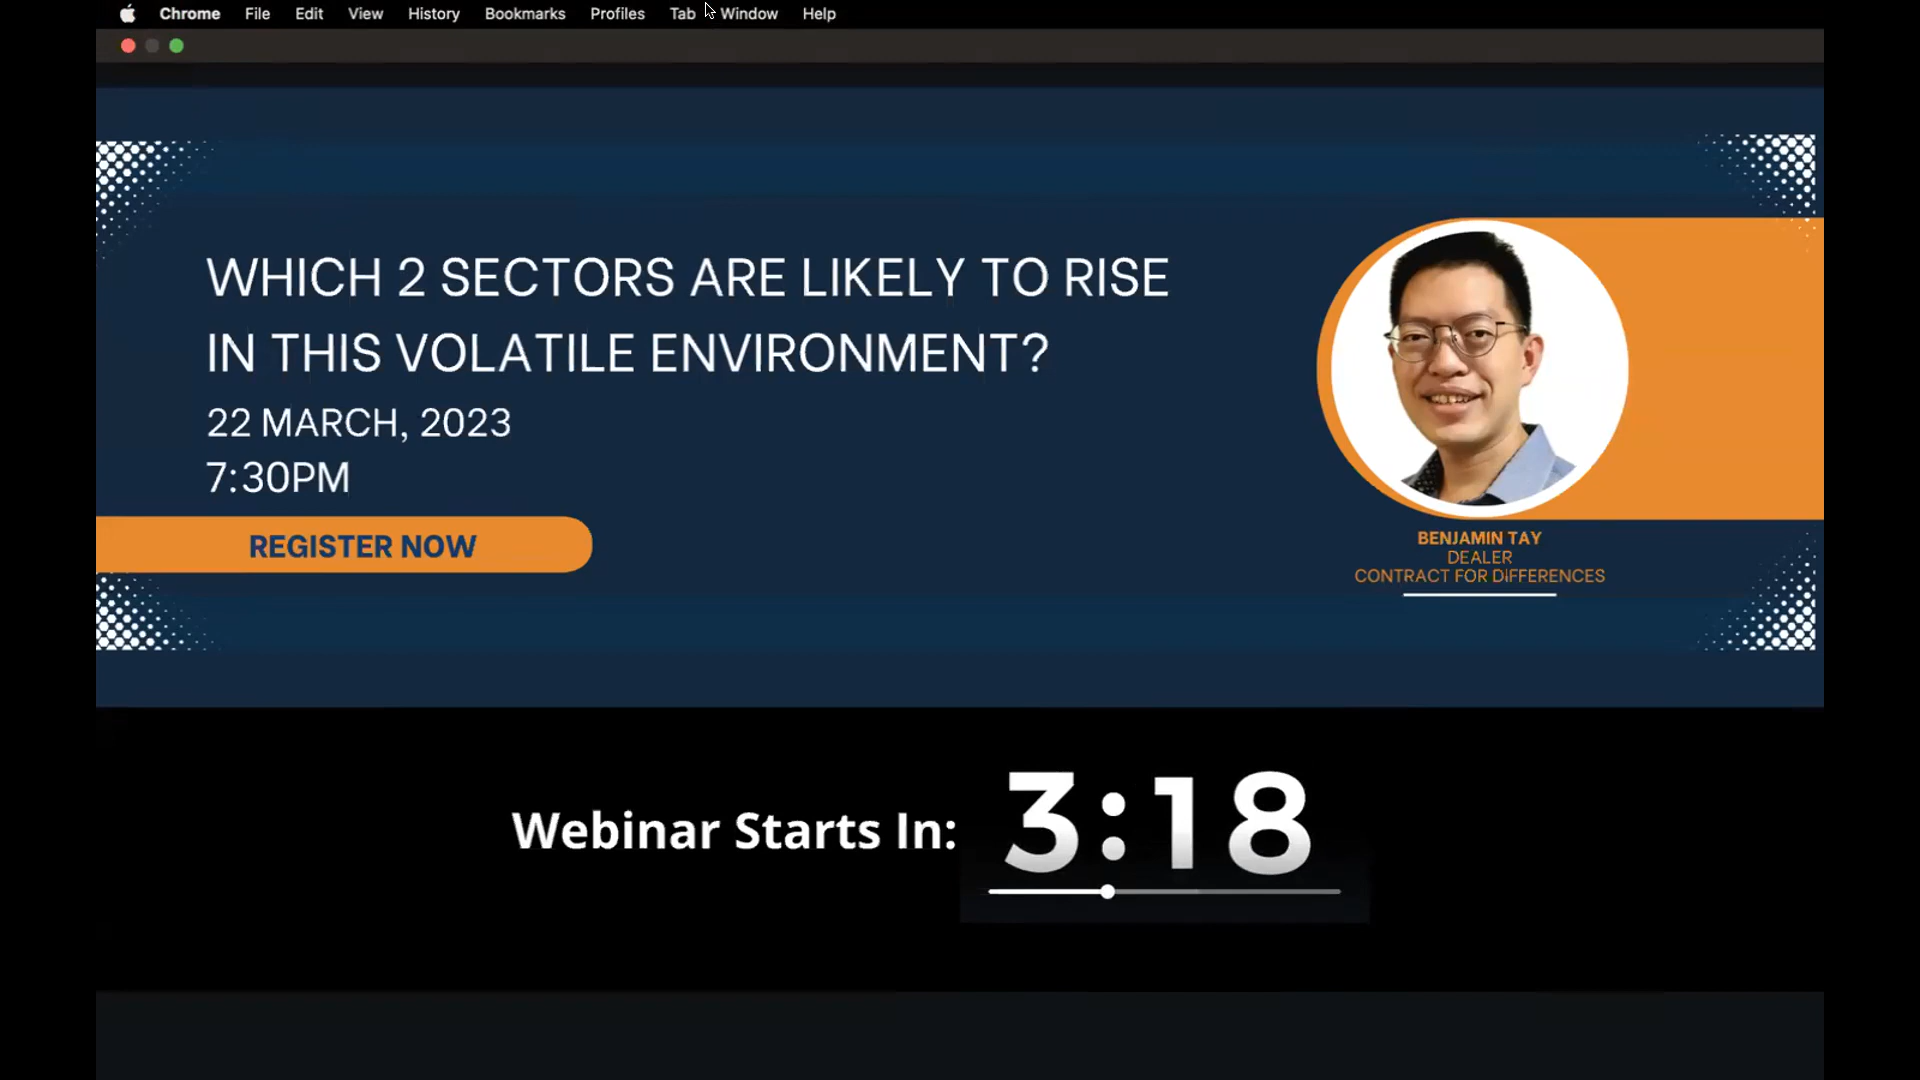 Chrome File Edit View History Bookmarks Profiles Tab Window Help
WHICH 2 SECTORS ARE LIKELY TO RISE
IN THIS VOLATILE ENVIRONMENT?
22 MARCH, 2023
7:30PM
REGISTER NOW
BENJAMIN TAY
DEALER
CONTRACT FOR DIFFERENCES
Webinar Starts In: 3:18